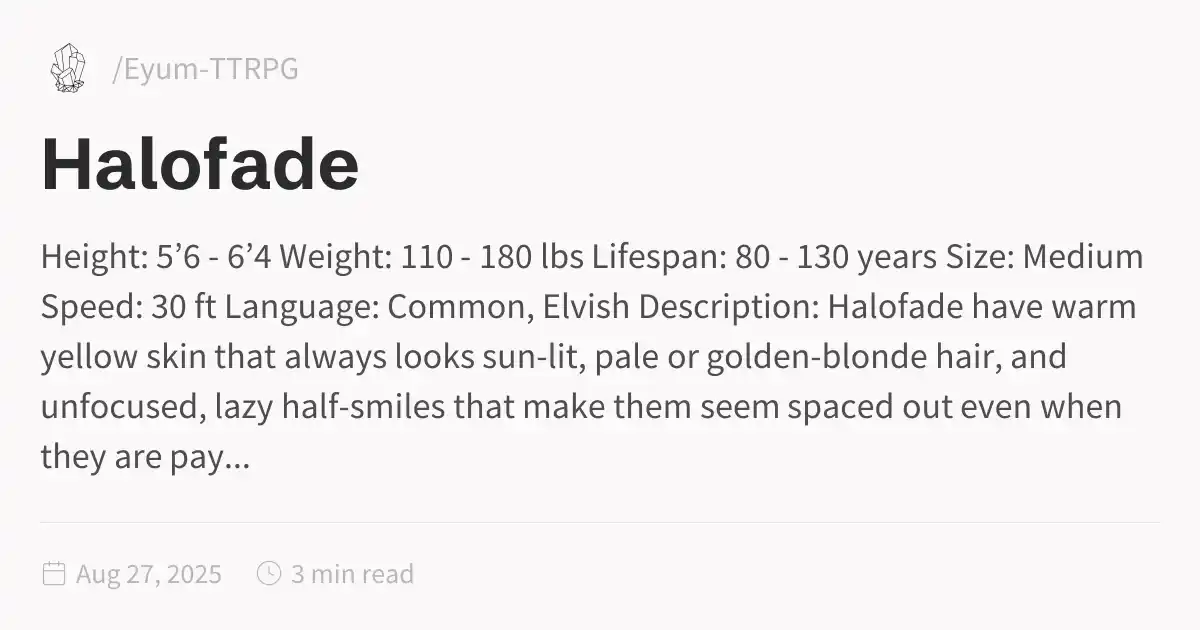 /Eyum-TTRPG
Halofade
Height: 5’6 - 6’4 Weight: 110 - 180 lbs Lifespan: 80 - 130 years Size: Medium
Speed: 30 ft Language: Common, Elvish Description: Halofade have warm
yellow skin that always looks sun-lit, pale or golden-blonde hair, and
unfocused, lazy half-smiles that make them seem spaced out even when
they are pay...
Aug 27, 2025 3 min read